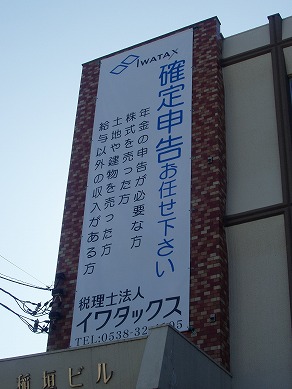 IWATAX
確定申告お任せ下さい
年金の申告が必要な方
株式を売った方
土地や建物を売った方
給与以外の収入がある方
税理士法人
イワタックス
TEL:0538-32
稲垣ビル